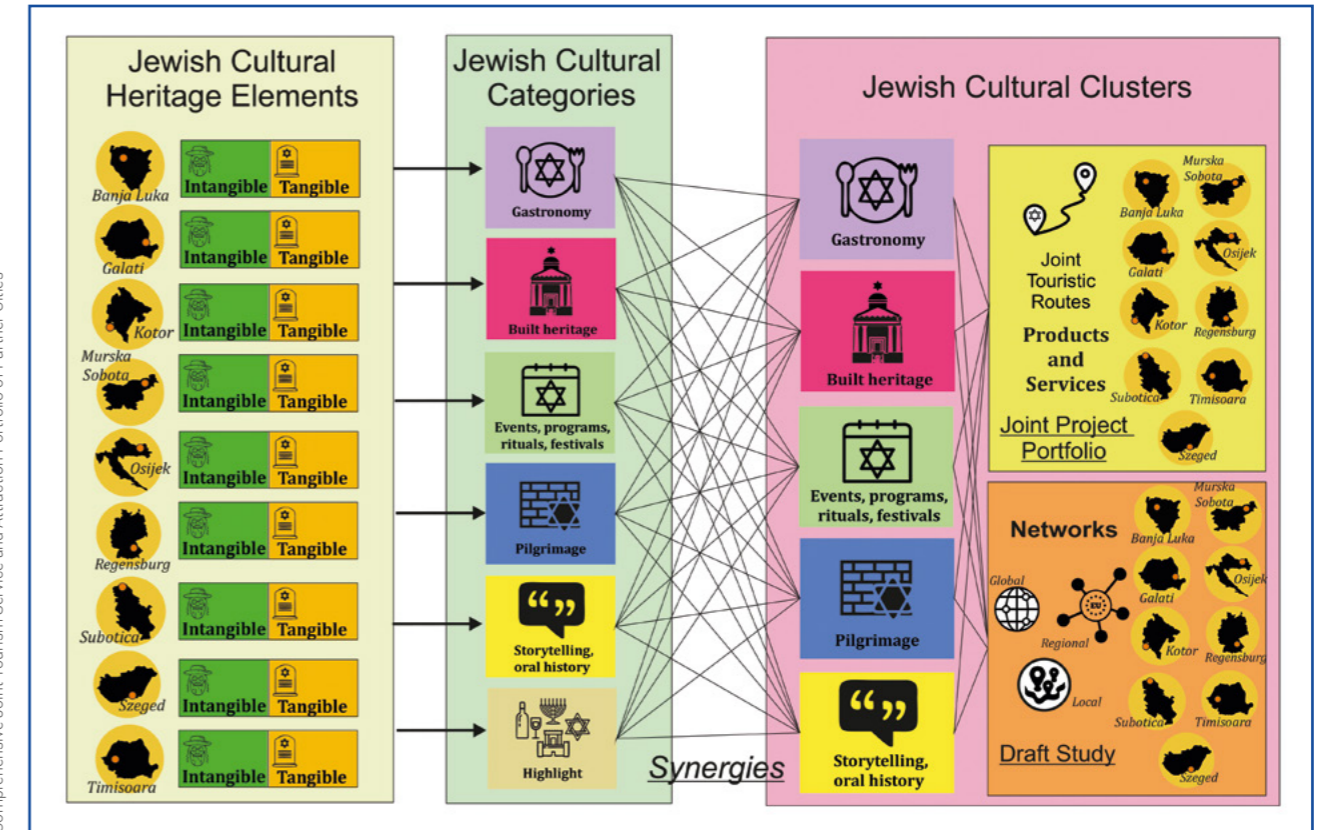 Jewish Cultural
Heritage Elements
Banja Luka
Intangible Tangible
Galati
Intangible Tangible
Kotor
Intangible Tangible
Murska
Sobota
Intangible Tangible
Osijek
Intangible Tangible
Regensburg
Intangible Tangible
Subotica
Intangible Tangible
Szeged
Intangible Tangible
Timisoara
Intangible Tangible
Jewish Cultural
Categories
Gastronomy
Built heritage
Events, programs,
rituals, festivals
Pilgrimage
Storytelling,
oral history
Highlight
Synergies
Jewish Cultural Clusters
Gastronomy
Built heritage
Events, programs,
rituals, festivals
Pilgrimage
Storytelling,
oral history
Joint
Touristic
Routes
Products
and
Services
Joint Project
Portfolio
Banja Luka
Murska
Sobota
Galati
Osijek
Kotor
Regensburg
Subotica
Timisoara
Szeged
Networks
Global
EU
Regional
Local
Draft Study
Banja Luka
Murska
Sobota
Galati
Osijek
Kotor
Regensburg
Subotica
Timisoara
Szeged